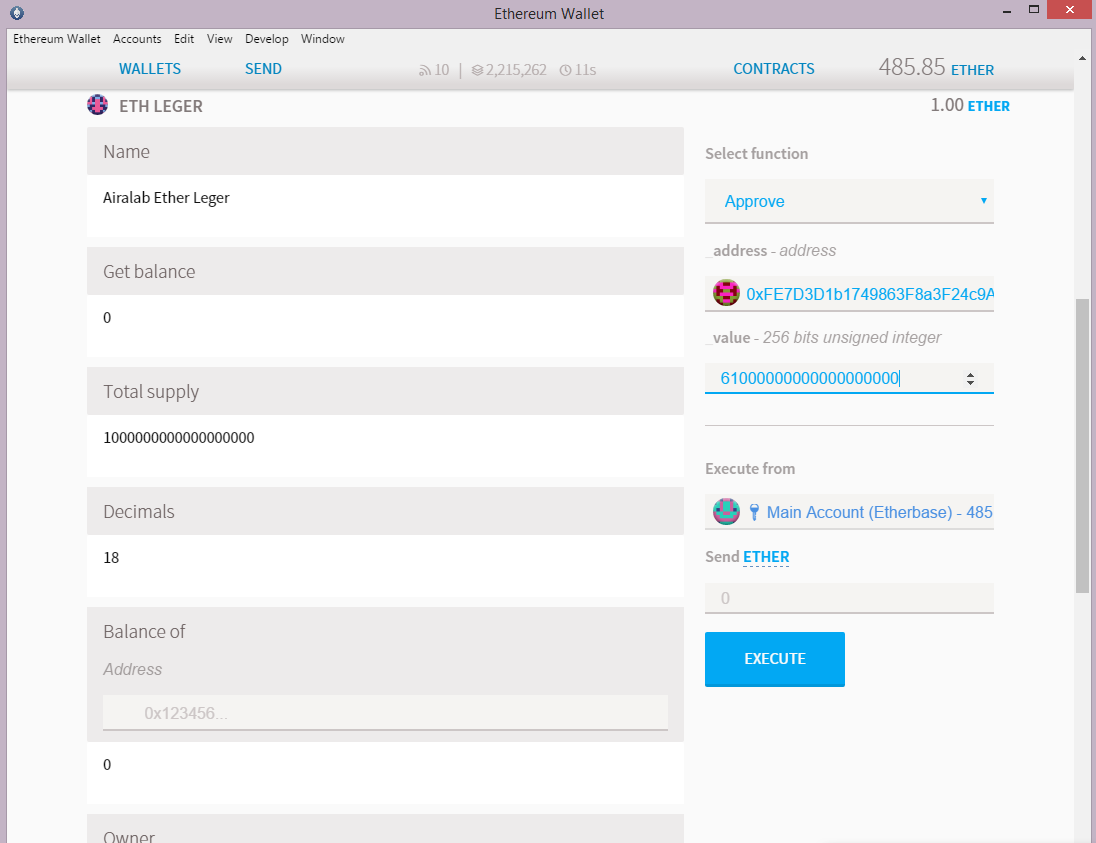 Ethereum Wallet
Ethereum Wallet Accounts Edit View Develop Window
WALLETS SEND 10 | 2,215,262 11s CONTRACTS 485.85 ETHER
ETH LEGER 1.00 ETHER
Name
Airalab Ether Leger
Get balance
0
Total supply
1000000000000000000
Decimals
18
Balance of
Address
0x123456...
0
Owner
Select function
Approve
_address - address
0xFE7D3D1b1749863F8a3F24c9A
_value - 256 bits unsigned integer
61000000000000000000
Execute from
Main Account (Etherbase) - 485
Send ETHER
0
EXECUTE